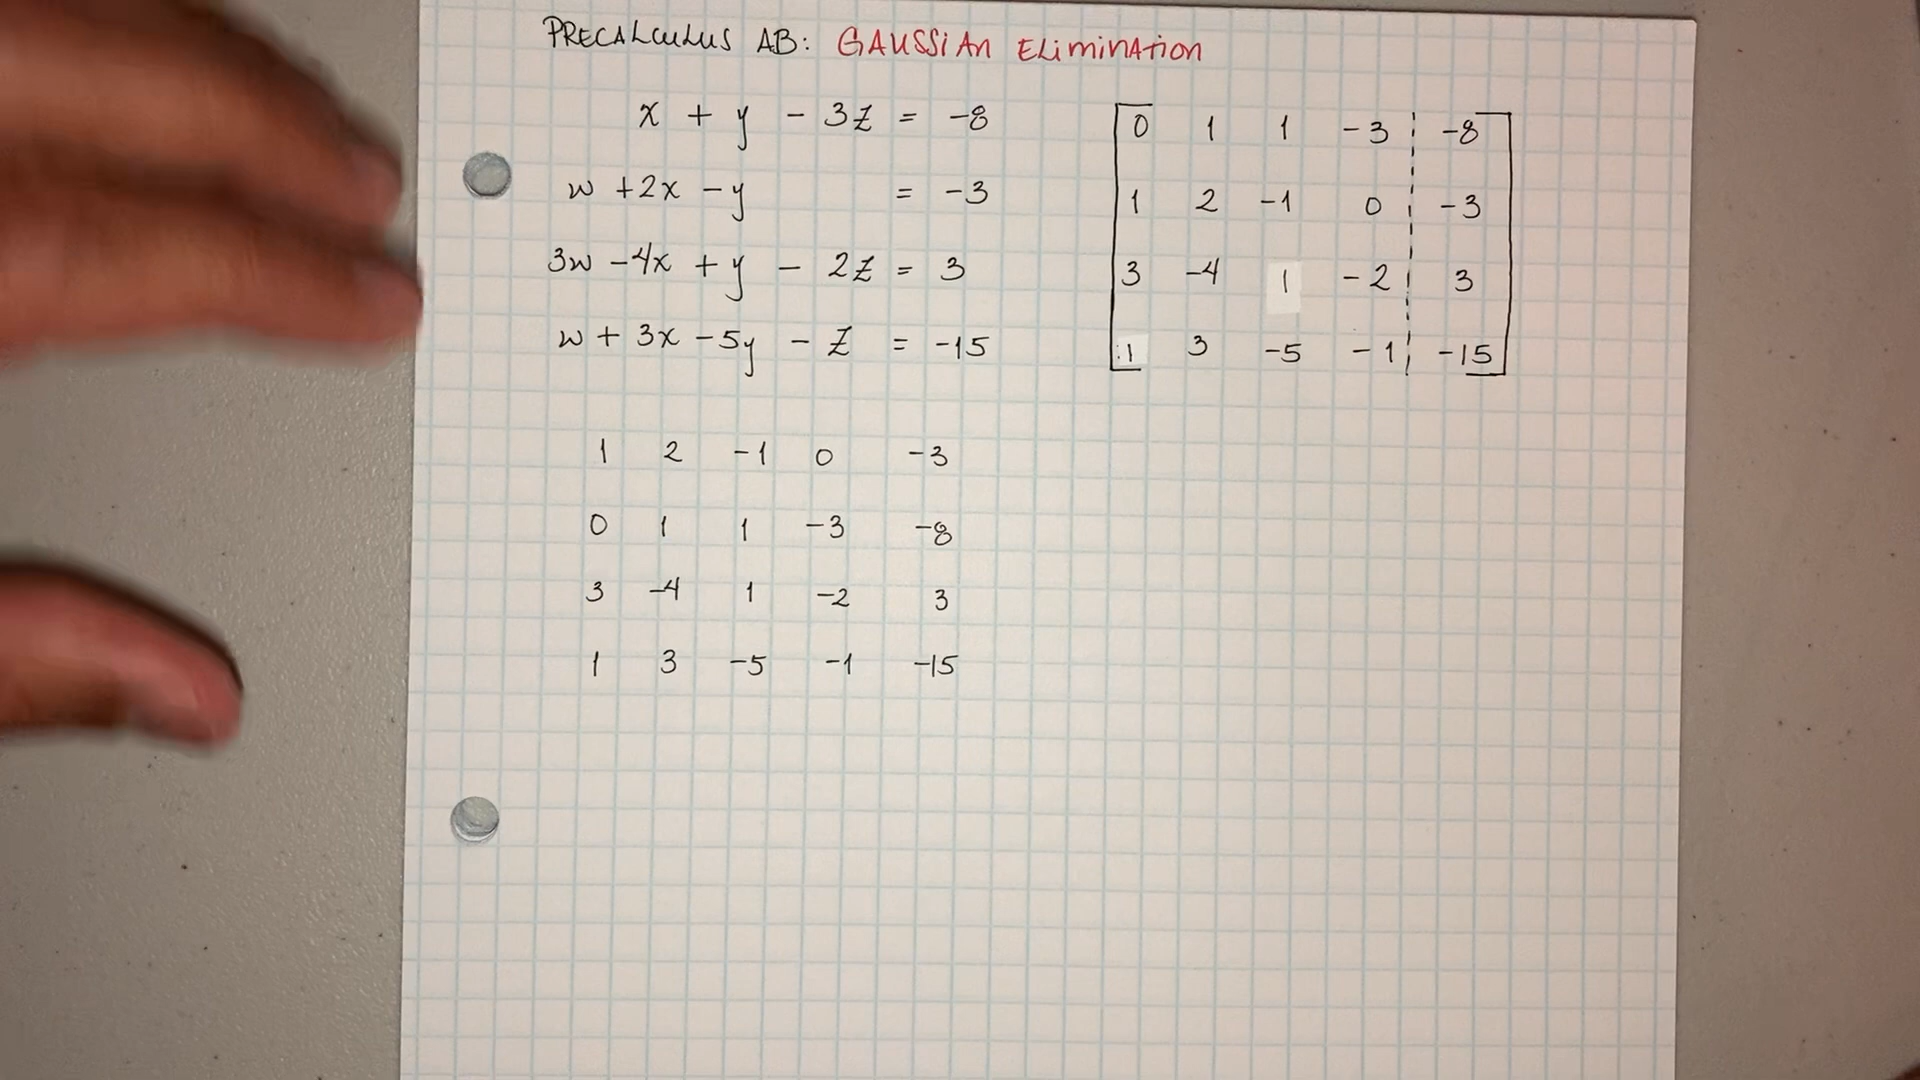 PRECALCULUS AB: GAUSSIAN ELIMINATION
x + y - 3z = -8
w + 2x - y = -3
3w - 4x + y - 2z = 3
w + 3x - 5y - z = -15
0 1 1 -3 -8
1 2 -1 0 -3
3 -4 1 -2 3
1 3 -5 -1 -15
1 2 -1 0 -3
0 1 1 -3 -8
3 -4 1 -2 3
1 3 -5 -1 -15